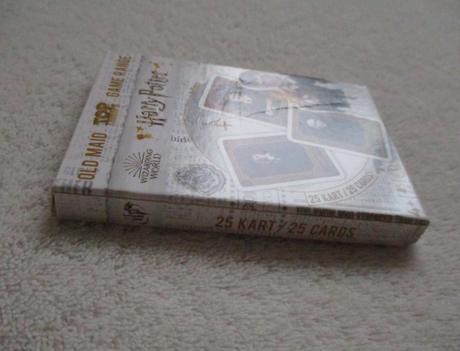 OLD MAID TOP GAME RANGE
Harry Potter
WIZARDING
WORLD
25 KART / 25 CARDS
25 KART / 25 CARDS